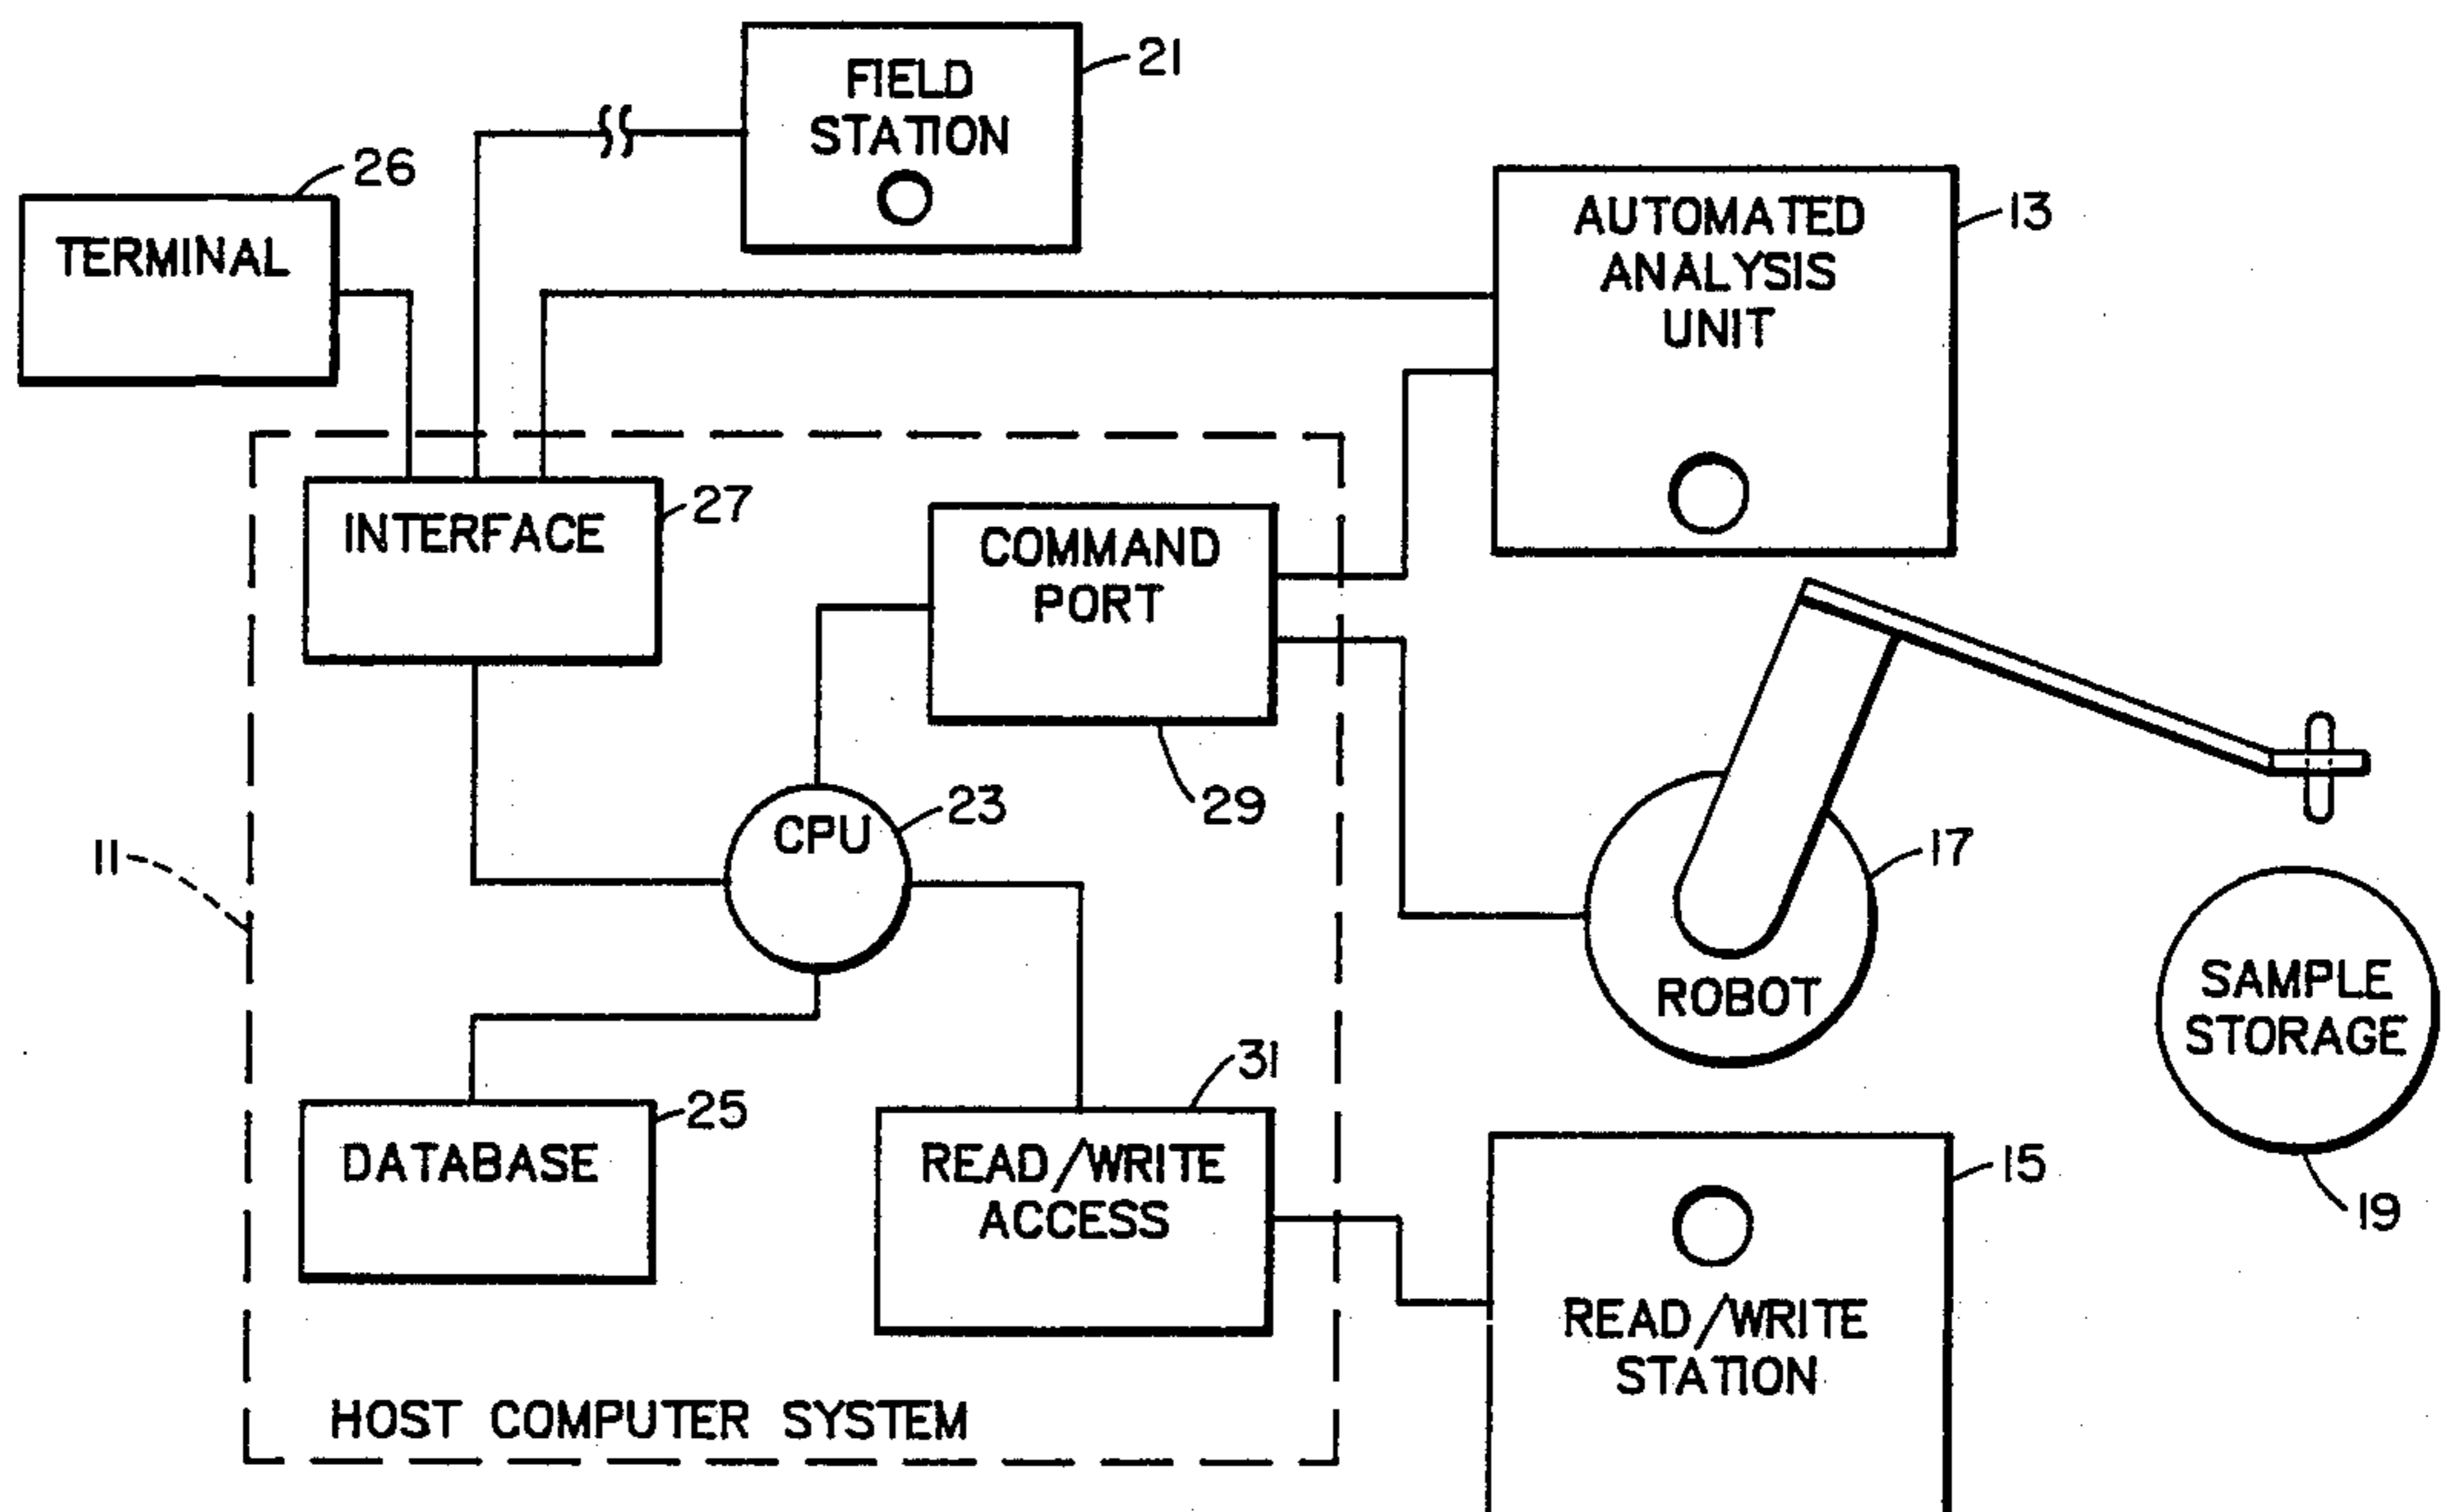 21
FIELD
STATION
26
TERMINAL
13
AUTOMATED
ANALYSIS
UNIT
27
INTERFACE
COMMAND
PORT
29
23
CPU
11
17
ROBOT
SAMPLE
STORAGE
19
25
DATABASE
31
READ/WRITE
ACCESS
15
READ/WRITE
STATION
HOST COMPUTER SYSTEM